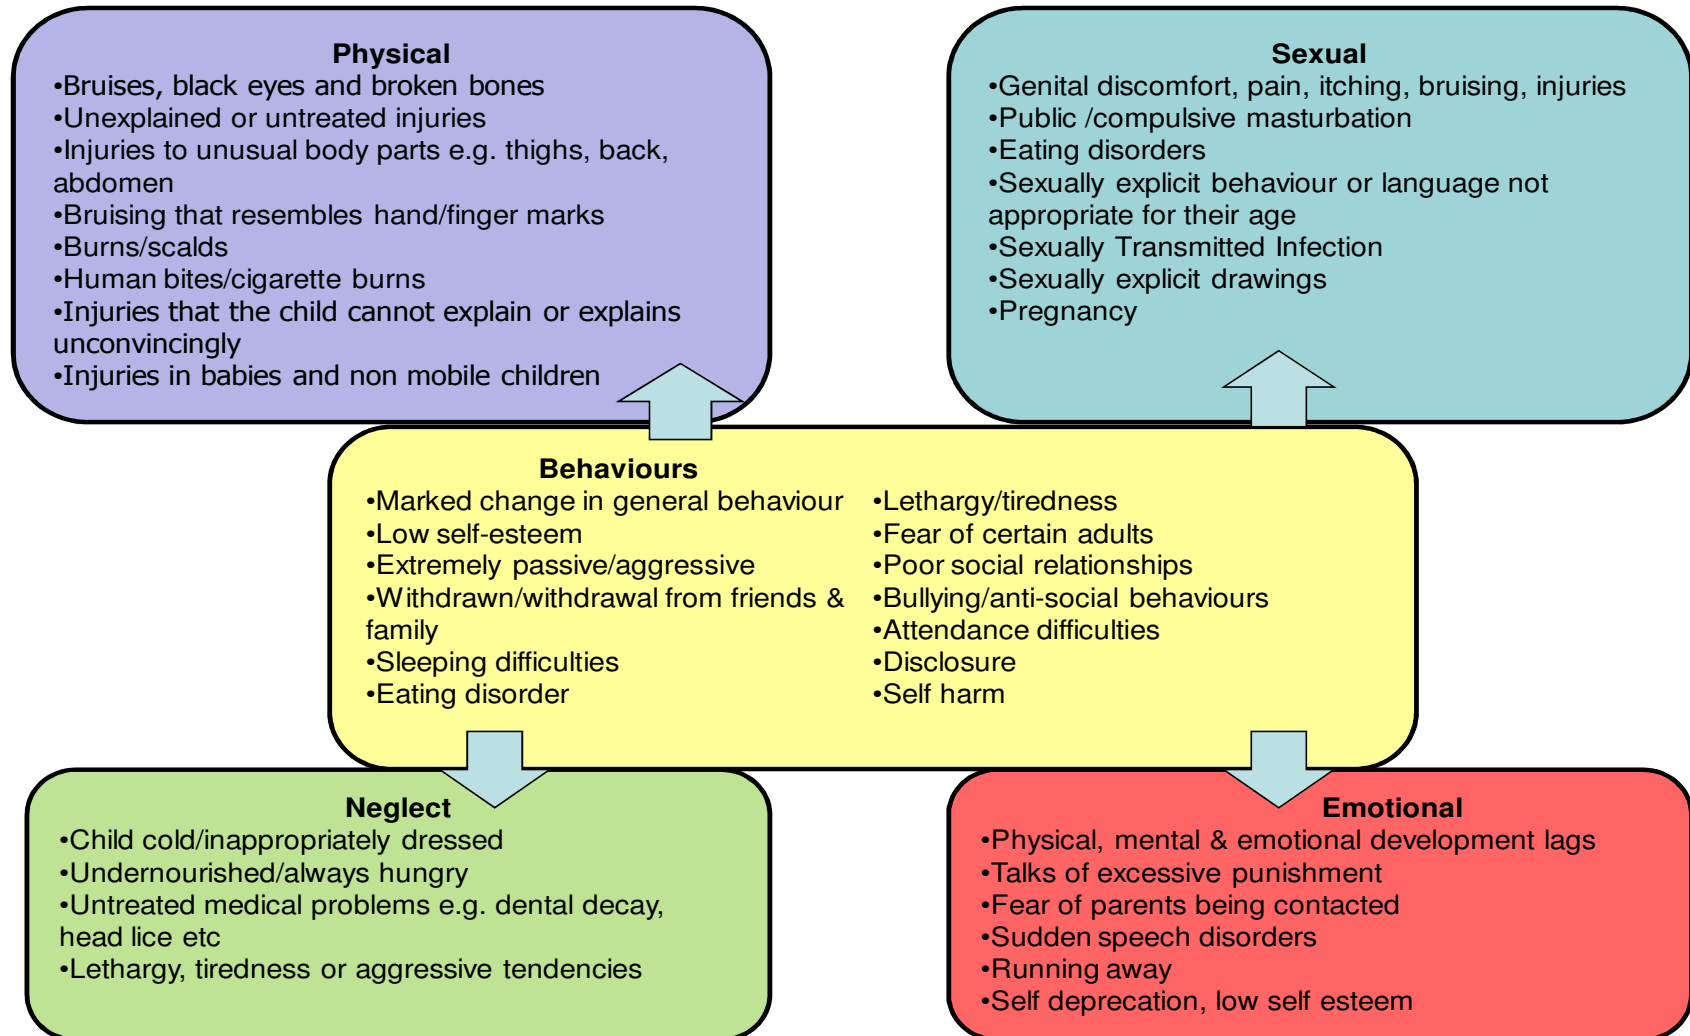 Physical
•Bruises, black eyes and broken bones
•Unexplained or untreated injuries
•Injuries to unusual body parts e.g. thighs, back,
abdomen
•Bruising that resembles hand/finger marks
•Burns/scalds
•Human bites/cigarette burns
•Injuries that the child cannot explain or explains
unconvincingly
•Injuries in babies and non mobile children
Sexual
•Genital discomfort, pain, itching, bruising, injuries
•Public /compulsive masturbation
•Eating disorders
•Sexually explicit behaviour or language not
appropriate for their age
•Sexually Transmitted Infection
•Sexually explicit drawings
•Pregnancy
Behaviours
•Marked change in general behaviour
•Low self-esteem
•Extremely passive/aggressive
•Withdrawn/withdrawal from friends &
family
•Sleeping difficulties
•Eating disorder
•Lethargy/tiredness
•Fear of certain adults
•Poor social relationships
•Bullying/anti-social behaviours
•Attendance difficulties
•Disclosure
•Self harm
Neglect
•Child cold/inappropriately dressed
•Undernourished/always hungry
•Untreated medical problems e.g. dental decay,
head lice etc
•Lethargy, tiredness or aggressive tendencies
Emotional
•Physical, mental & emotional development lags
•Talks of excessive punishment
•Fear of parents being contacted
•Sudden speech disorders
•Running away
•Self deprecation, low self esteem